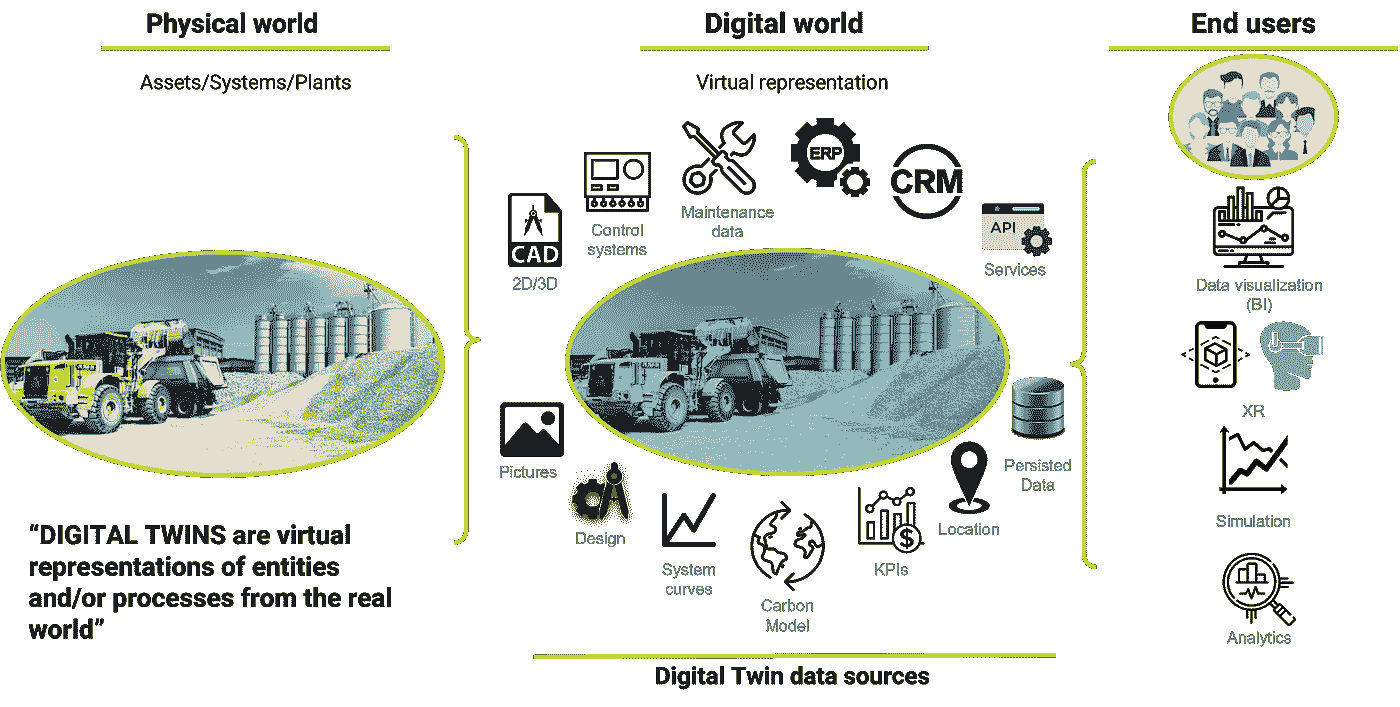 Physical world
Assets/Systems/Plants
“DIGITAL TWINS are virtual
representations of entities
and/or processes from the real
world”
Digital world
Virtual representation
CAD
2D/3D
Control
systems
Maintenance
data
ERP
CRM
API
Services
Pictures
Design
System
curves
Carbon
Model
$
KPIs
Location
Persisted
Data
Digital Twin data sources
End users
Data visualization
(BI)
XR
Simulation
Analytics